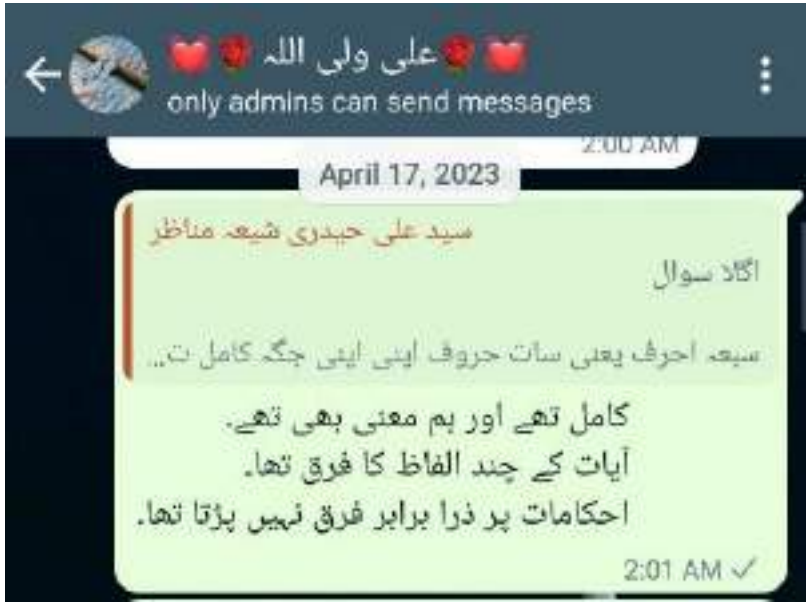 💓🌹علی ولی اللہ🌹💓
only admins can send messages
2:00 AM
April 17, 2023
سید علی حیدری شیعہ مناظر
اگلا سوال
سبعہ احرف یعنی سات حروف اپنی اپنی جگہ کامل ت...
کامل تھے اور ہم معنی بھی تھے۔
آیات کے چند الفاظ کا فرق تھا۔
احکامات پر ذرا برابر فرق نہیں پڑتا تھا۔
2:01 AM